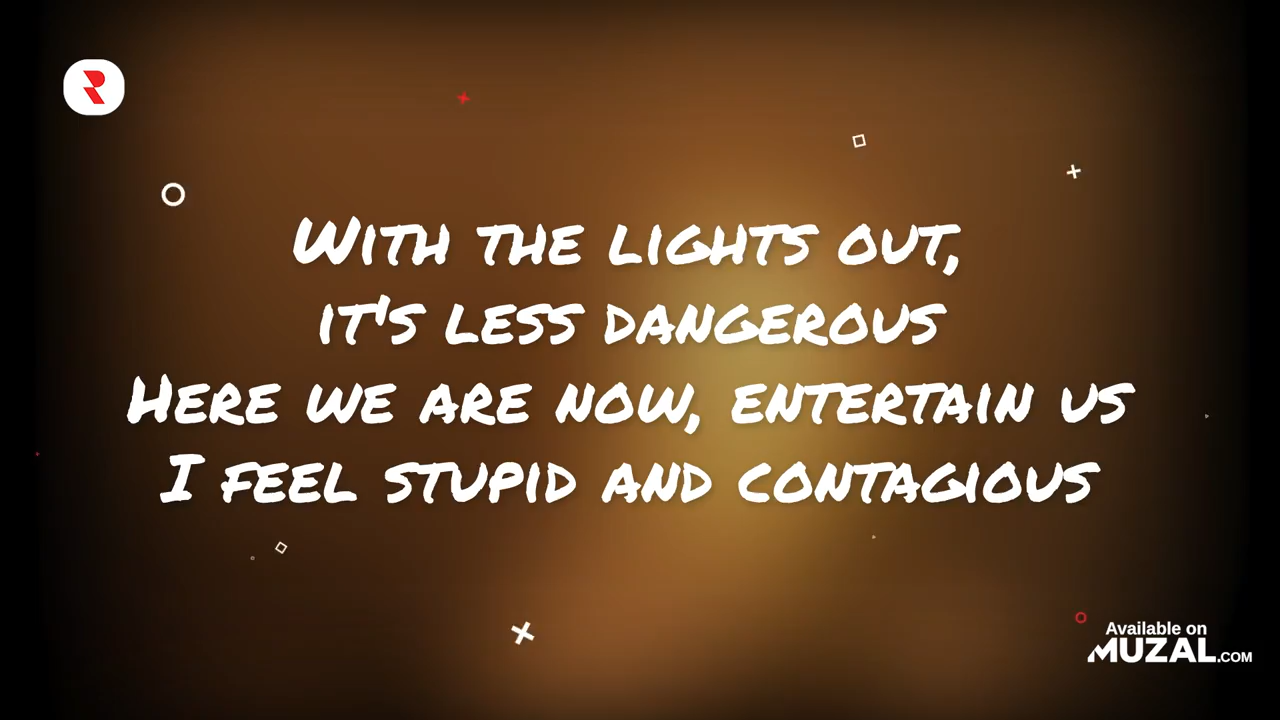 With the lights out,
it's less dangerous
Here we are now, entertain us
I feel stupid and contagious
Available on
MUZAL.COM